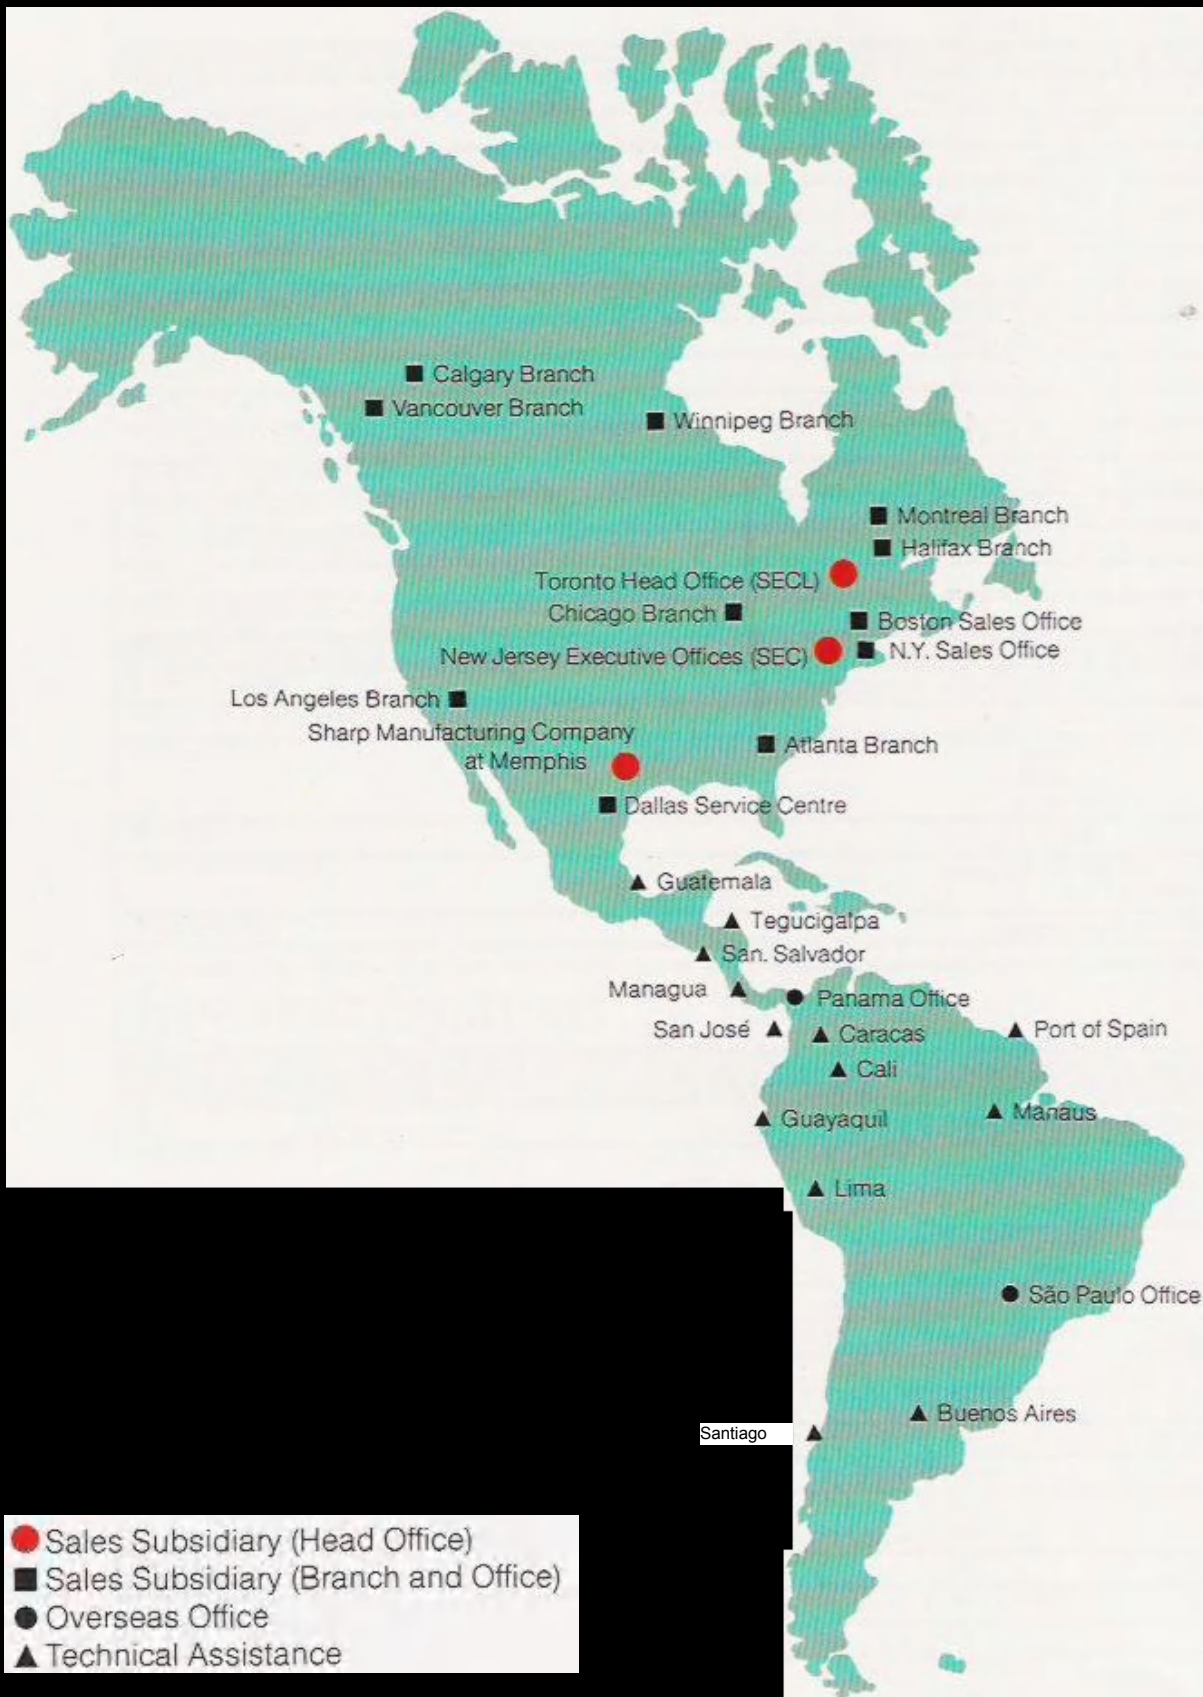 Calgary Branch
Vancouver Branch
Winnipeg Branch
Montreal Branch
Halifax Branch
Toronto Head Office (SECL)
Chicago Branch
Boston Sales Office
New Jersey Executive Offices (SEC)
N.Y. Sales Office
Los Angeles Branch
Sharp Manufacturing Company
at Memphis
Atlanta Branch
Dallas Service Centre
Guatemala
Tegucigalpa
San. Salvador
Managua
Panama Office
San José
Caracas
Port of Spain
Cali
Guayaquil
Manaus
Lima
São Paulo Office
Buenos Aires
Santiago
Sales Subsidiary (Head Office)
Sales Subsidiary (Branch and Office)
Overseas Office
Technical Assistance